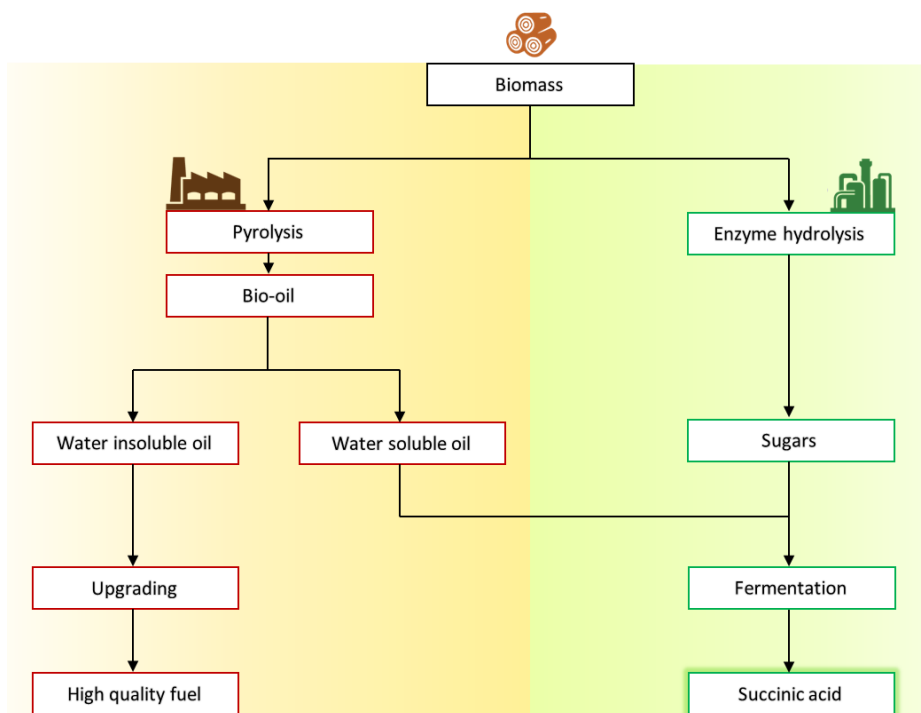 Biomass
Pyrolysis
Enzyme hydrolysis
Bio-oil
Water insoluble oil
Water soluble oil
Sugars
Upgrading
Fermentation
High quality fuel
Succinic acid